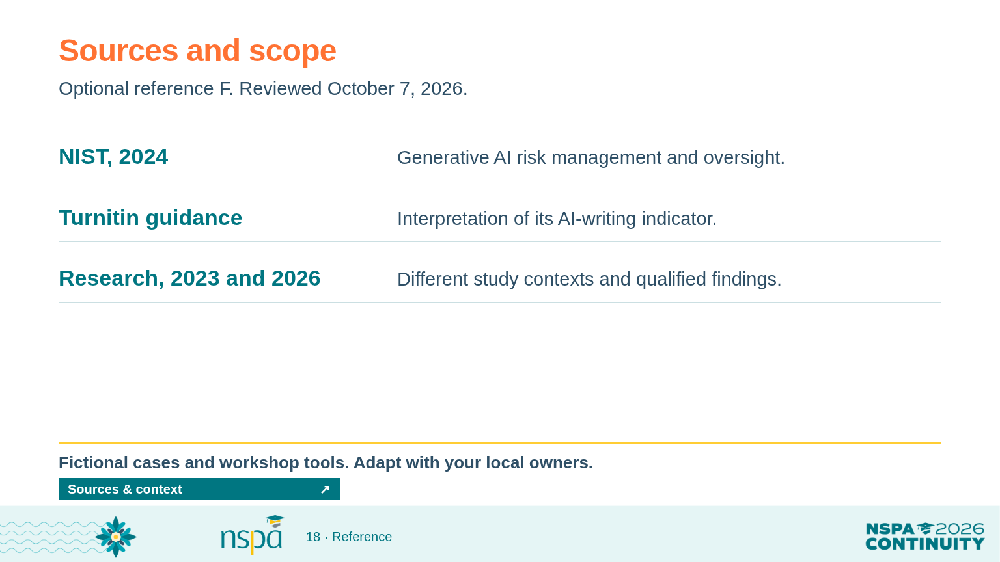 Sources and scope
Optional reference F. Reviewed October 7, 2026.
NIST, 2024
Generative AI risk management and oversight.
Turnitin guidance
Interpretation of its AI-writing indicator.
Research, 2023 and 2026
Different study contexts and qualified findings.
Fictional cases and workshop tools. Adapt with your local owners.
Sources & context ↗
nspa
18 · Reference
NSPA 2026
CONTINUITY